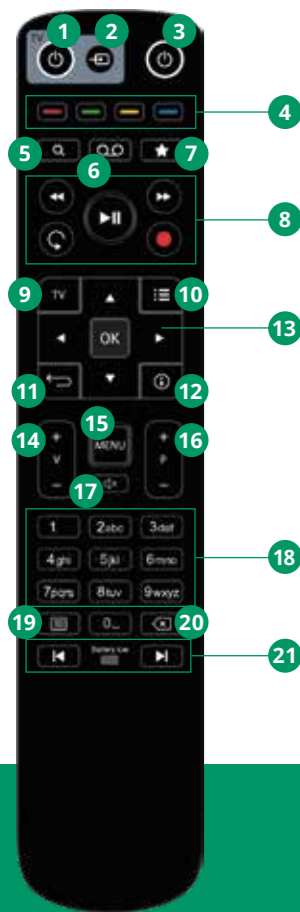 TV
1 2 3
4
5 6 7
8
9 TV 10
OK 13
11 12
14 + 15 + 16
V MENU P
- 17 -
1 2abc 3def
4ghi 5jkl 6mno 18
7pqrs 8tuv 9wxyz
19 0_ 20
Battery low 21